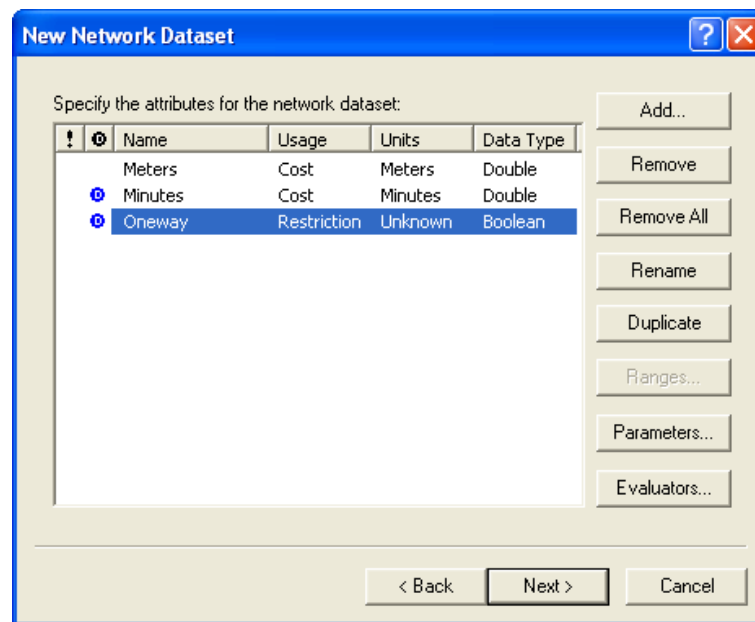 New Network Dataset
Specify the attributes for the network dataset:
! D Name Usage Units Data Type
Meters Cost Meters Double
D Minutes Cost Minutes Double
D Oneway Restriction Unknown Boolean
Add...
Remove
Remove All
Rename
Duplicate
Ranges...
Parameters...
Evaluators...
< Back Next > Cancel